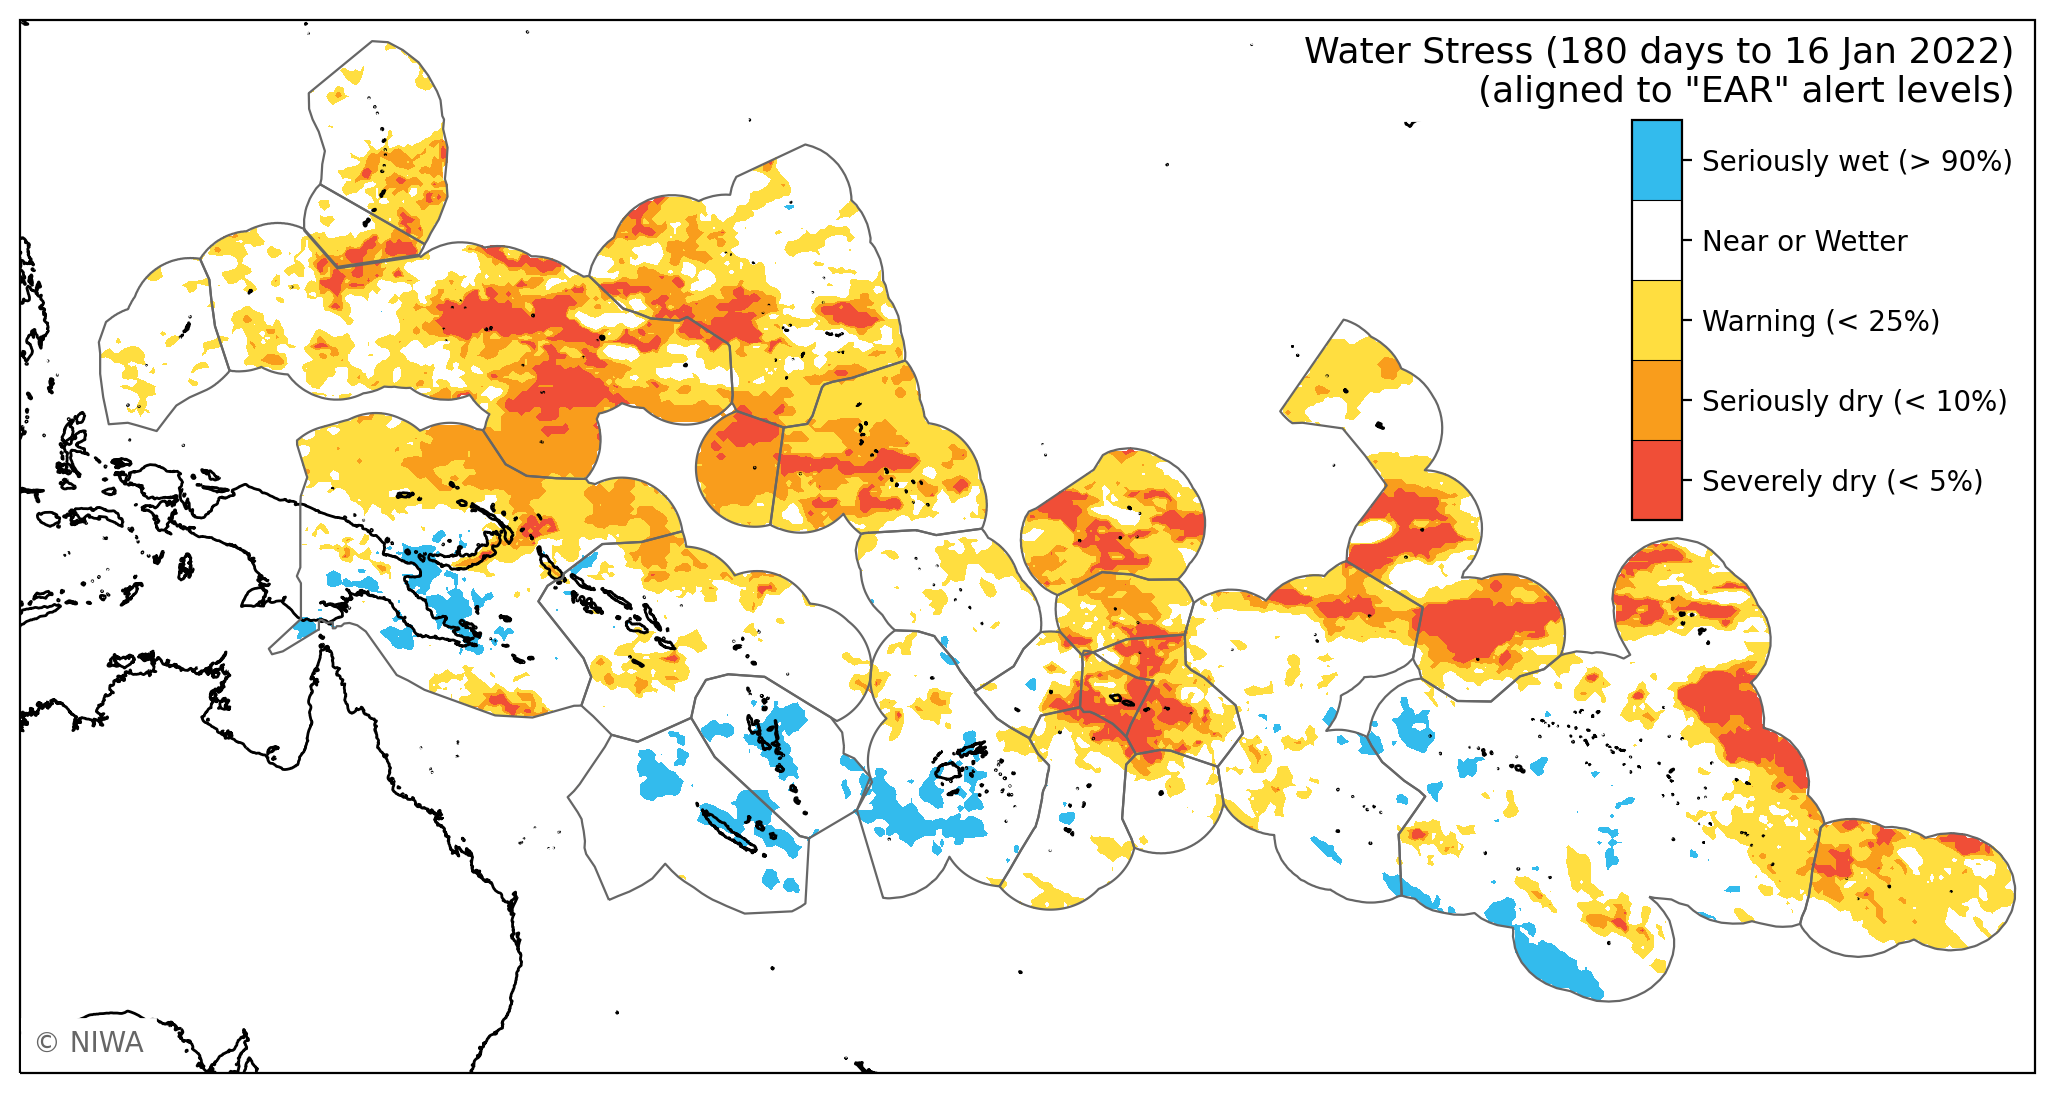 Water Stress (180 days to 16 Jan 2022)
(aligned to "EAR" alert levels)
Seriously wet (> 90%)
Near or Wetter
Warning (< 25%)
Seriously dry (< 10%)
Severely dry (< 5%)
© NIWA